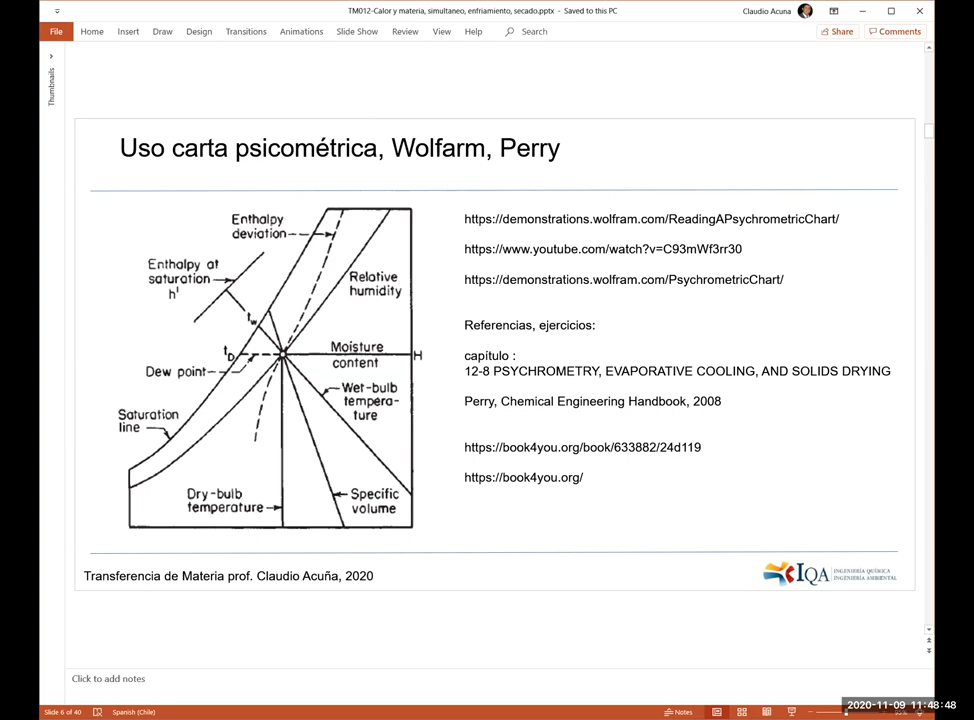 TM012-Calor y materia, simultaneo, enfriamiento, secado.pptx - Saved to this PC
Claudio Acuna
File Home Insert Draw Design Transitions Animations Slide Show Review View Help Search
Share Comments
Thumbnails
Uso carta psicométrica, Wolfarm, Perry
Enthalpy
deviation
Enthalpy at
saturation
h'
Relative
humidity
tw
tD
Moisture
content
H
Dew point
Wet-bulb
tempera-
ture
Saturation
line
Dry-bulb
temperature
Specific
volume
https://demonstrations.wolfram.com/ReadingAPsychrometricChart/
https://www.youtube.com/watch?v=C93mWf3rr30
https://demonstrations.wolfram.com/PsychrometricChart/
Referencias, ejercicios:
capítulo :
12-8 PSYCHROMETRY, EVAPORATIVE COOLING, AND SOLIDS DRYING
Perry, Chemical Engineering Handbook, 2008
https://book4you.org/book/633882/24d119
https://book4you.org/
Transferencia de Materia prof. Claudio Acuña, 2020
IQA
INGENIERÍA QUÍMICA
INGENIERÍA AMBIENTAL
Click to add notes
Slide 6 of 40
Spanish (Chile)
Notes
2020-11-09 11:48:48